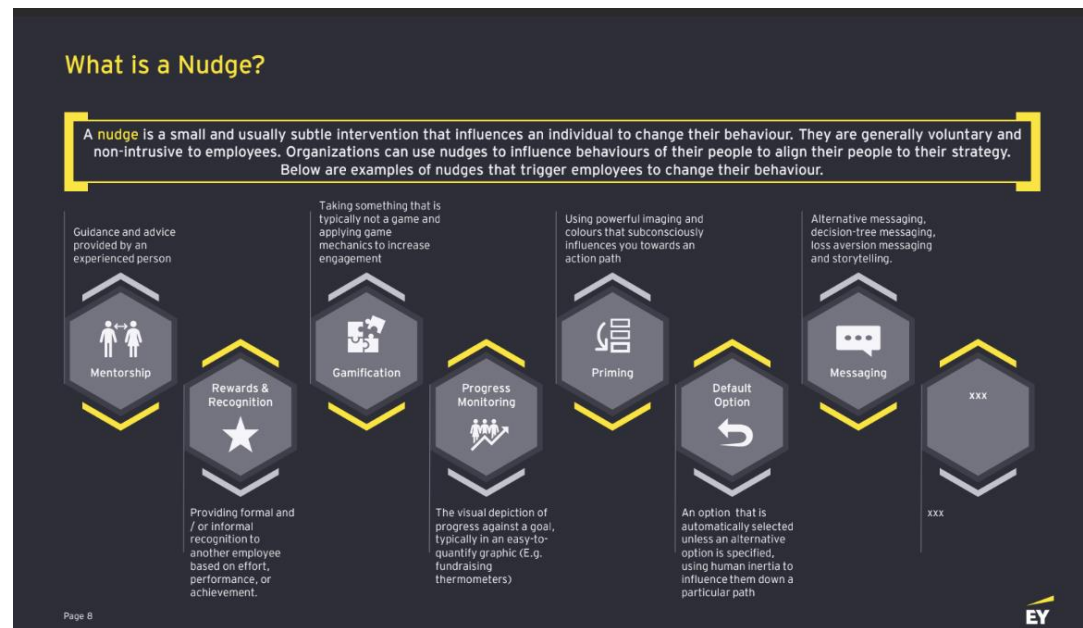 What is a Nudge?
A nudge is a small and usually subtle intervention that influences an individual to change their behaviour. They are generally voluntary and
non-intrusive to employees. Organizations can use nudges to influence behaviours of their people to align their people to their strategy.
Below are examples of nudges that trigger employees to change their behaviour.
Guidance and advice
provided by an
experienced person
Mentorship
Rewards &
Recognition
Providing formal and
/ or informal
recognition to
another employee
based on effort,
performance, or
achievement.
Taking something that is
typically not a game and
applying game
mechanics to increase
engagement
Gamification
Progress
Monitoring
The visual depiction of
progress against a goal,
typically in an easy-to-
quantify graphic (E.g.
fundraising
thermometers)
Using powerful imaging and
colours that subconsciously
influences you towards an
action path
Priming
Default
Option
An option that is
automatically selected
unless an alternative
option is specified,
using human inertia to
influence them down a
particular path
Alternative messaging,
decision-tree messaging,
loss aversion messaging
and storytelling.
Messaging
xxx
xxx
Page 8
EY